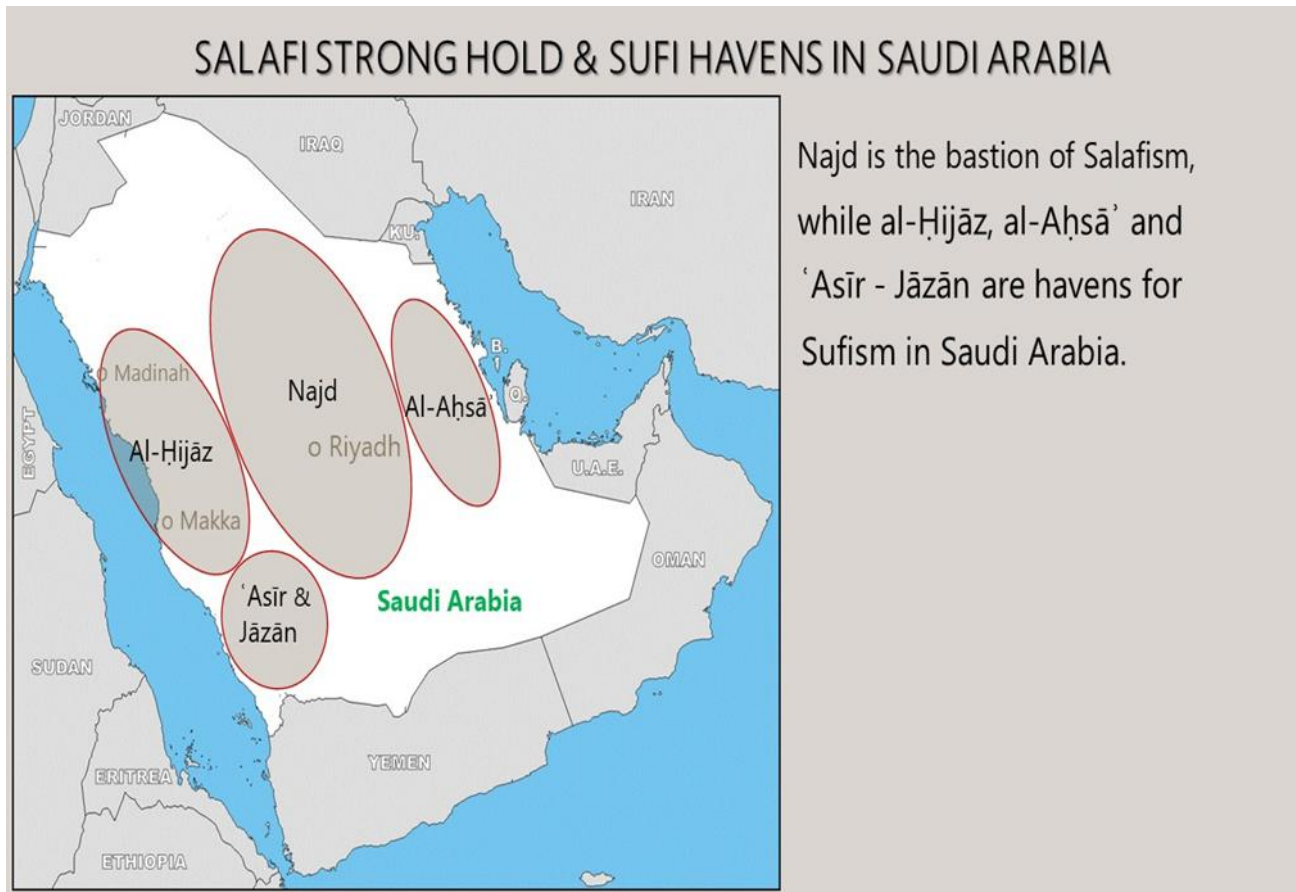 SALAFI STRONG HOLD & SUFI HAVENS IN SAUDI ARABIA
JORDAN
IRAQ
IRAN
KU.
B.
Q.
EGYPT
U.A.E.
OMAN
SUDAN
ERITREA
YEMEN
ETHIOPIA
o Madinah
Al-Ḥijāz
o Makka
Najd
o Riyadh
Al-Aḥsā
ʿAsīr &
Jāzān
Saudi Arabia
Najd is the bastion of Salafism,
while al-Ḥijāz, al-Aḥsāʾ and
ʿAsīr - Jāzān are havens for
Sufism in Saudi Arabia.